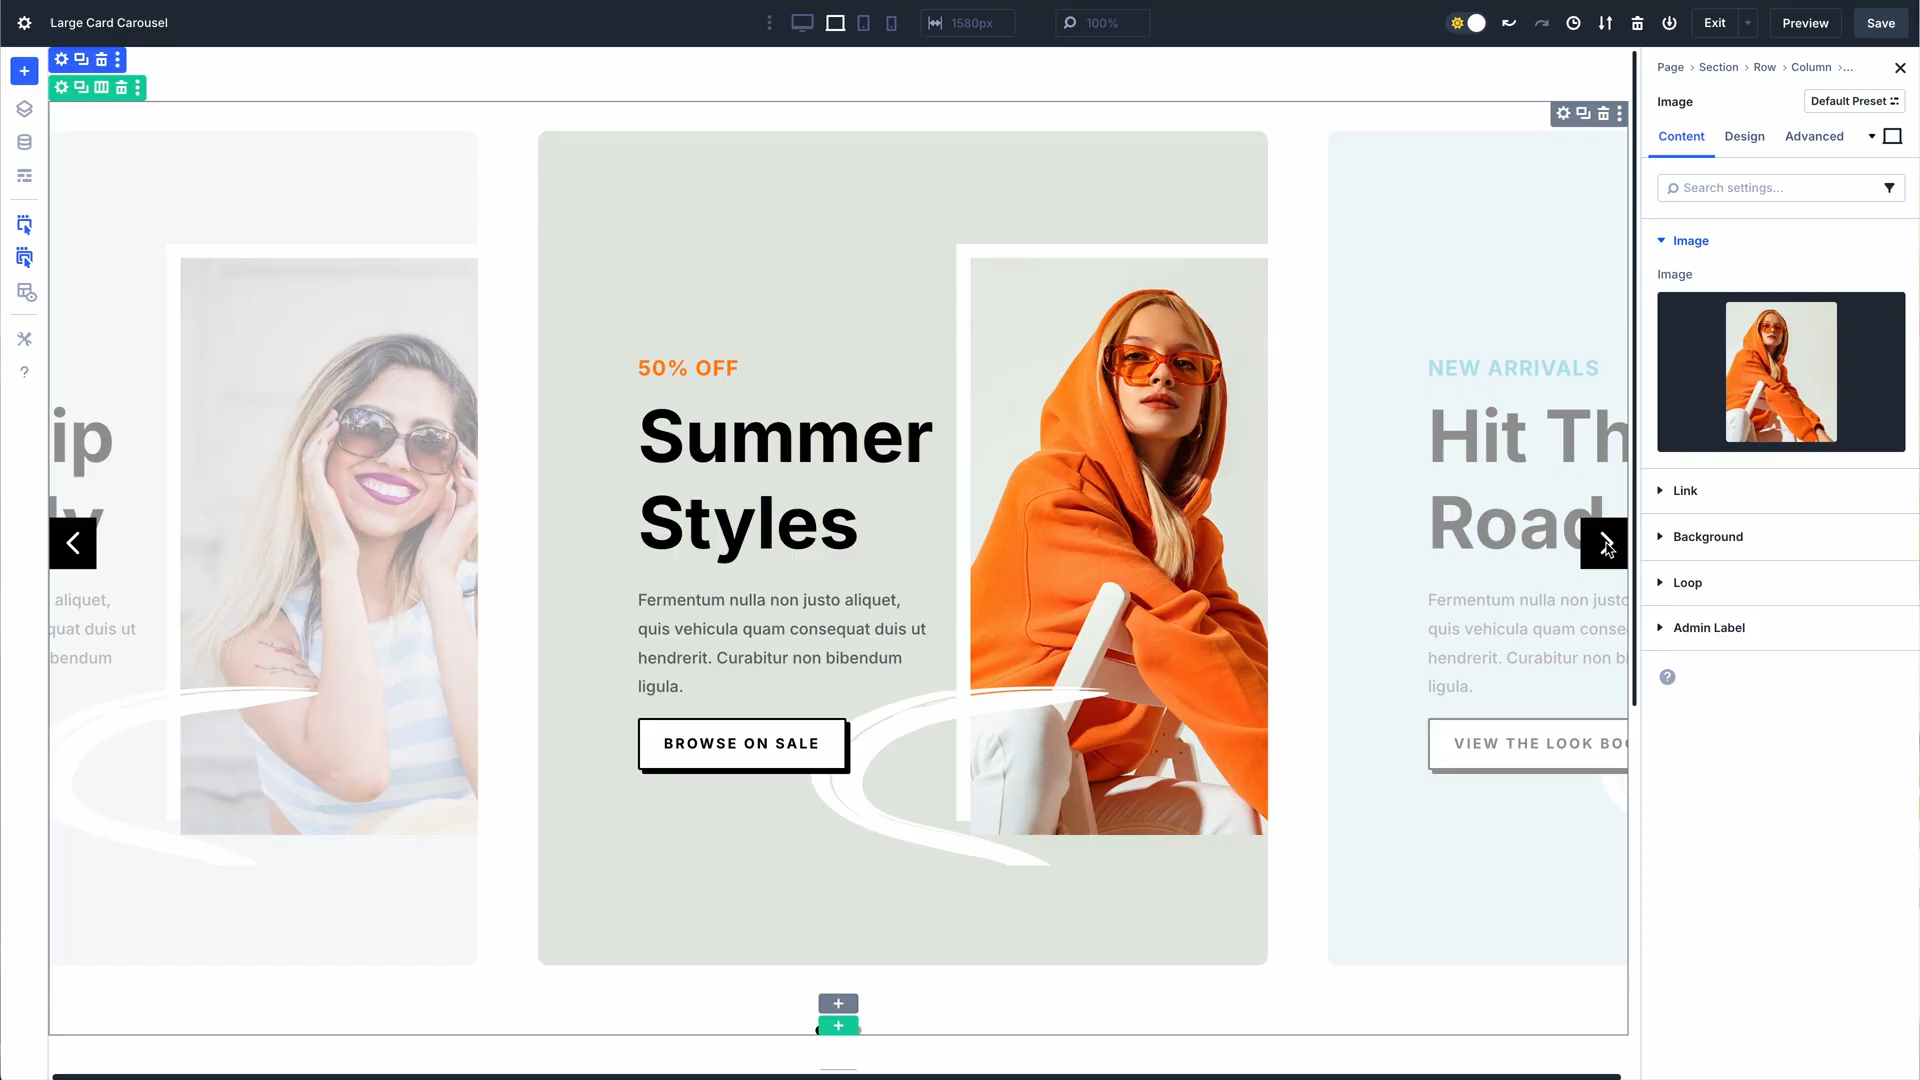 Large Card Carousel
1580px
100%
Exit
Preview
Save
Page
Section
Row
Column
...
Image
Default Preset
Content
Design
Advanced
Search settings...
Image
Image
Link
Background
Loop
Admin Label
?
?
ip
ly
aliquet,
quat duis ut
bendum
50% OFF
Summer
Styles
Fermentum nulla non justo aliquet,
quis vehicula quam consequat duis ut
hendrerit. Curabitur non bibendum
ligula.
BROWSE ON SALE
NEW ARRIVALS
Hit Th
Road
Fermentum nulla non justo
quis vehicula quam conse
hendrerit. Curabitur non bi
ligula.
VIEW THE LOOK BOO